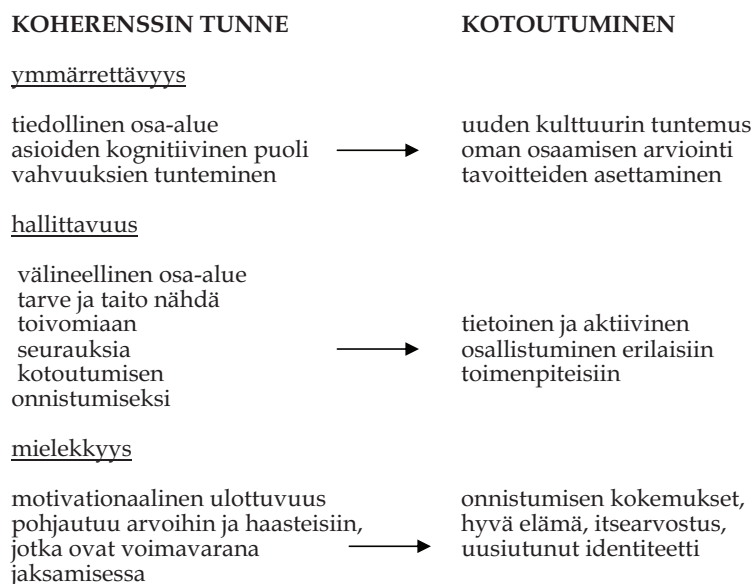 KOHERENSSIN TUNNE KOTOUTUMINEN
ymmärrettävyys
tiedollinen osa-alue uuden kulttuurin tuntemus
asioiden kognitiivinen puoli oman osaamisen arviointi
vahvuuksien tunteminen tavoitteiden asettaminen
hallittavuus
välineellinen osa-alue
tarve ja taito nähdä
toivomiaan tietoinen ja aktiivinen
seurauksia osallistuminen erilaisiin
kotoutumisen toimenpiteisiin
onnistumiseksi
mielekkyys
motivationaalinen ulottuvuus onnistumisen kokemukset,
pohjautuu arvoihin ja haasteisiin, hyvä elämä, itsearvostus,
jotka ovat voimavarana uusiutunut identiteetti
jaksamisessa